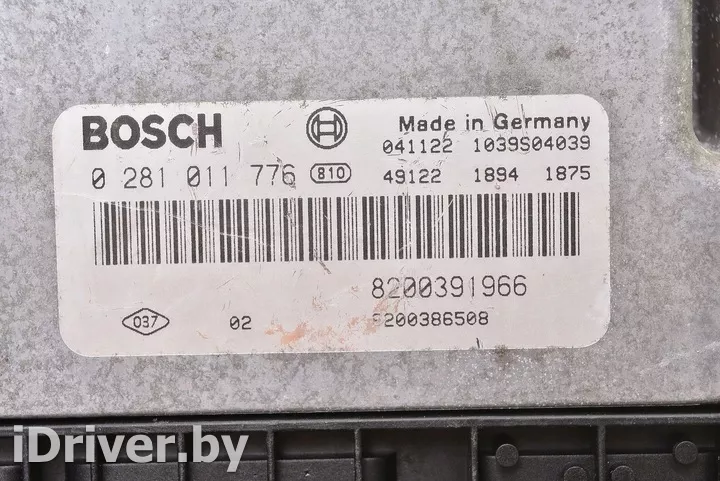 BOSCH Made in Germany
041122 1039S04039
0 281 011 776 810 49122 1894 1875
8200391966
037 02 8200386508
iDriver.by